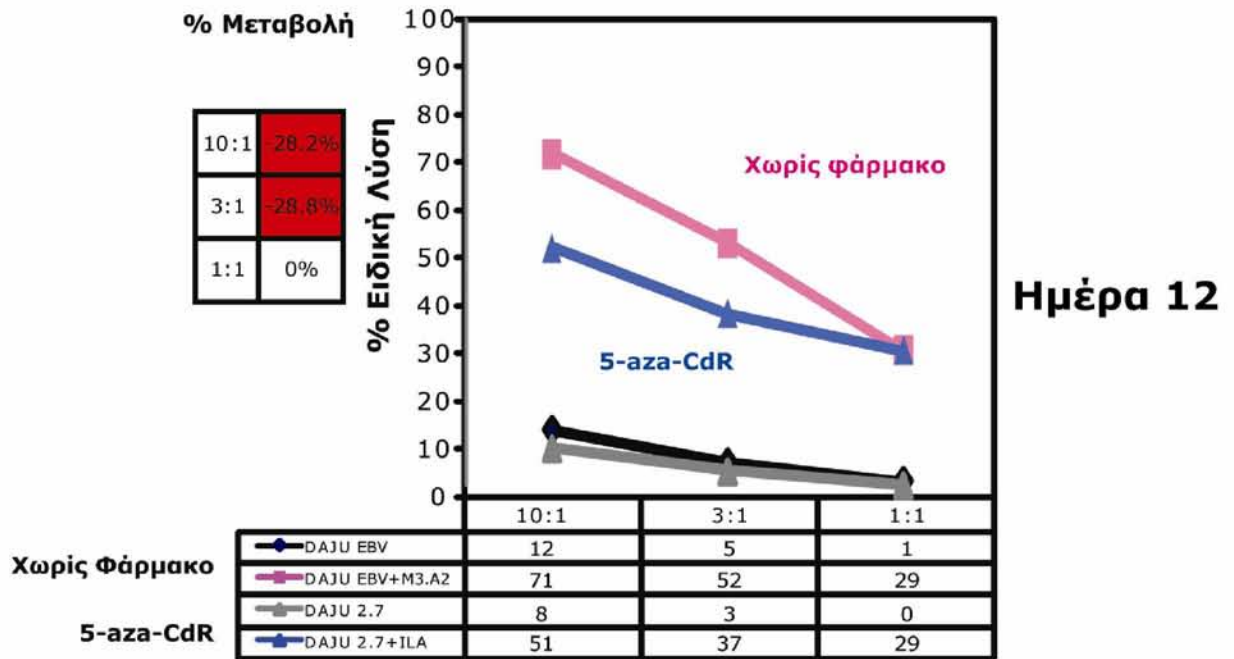 % Μεταβολή
10:1 -28.2%
3:1 -28.8%
1:1 0%
% Ειδική Λύση
100
90
80
70
60
50
40
30
20
10
0
Χωρίς φάρμακο
5-aza-CdR
Ημέρα 12
10:1 3:1 1:1
Χωρίς Φάρμακο
DAJU EBV 12 5 1
DAJU EBV+M3.A2 71 52 29
5-aza-CdR
DAJU 2.7 8 3 0
DAJU 2.7+ILA 51 37 29